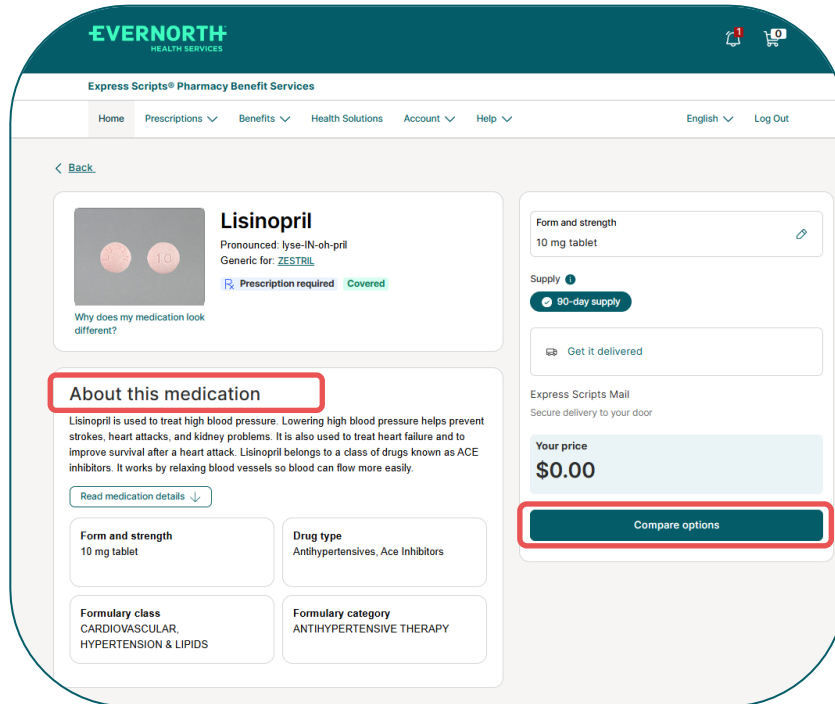 EVERNORTH
HEALTH SERVICES
1
0
Express Scripts® Pharmacy Benefit Services
Home Prescriptions Benefits Health Solutions Account Help English Log Out
Back
Lisinopril
Pronounced: lyse-IN-oh-pril
Generic for: ZESTRIL
Rx Prescription required Covered
10
Why does my medication look
different?
About this medication
Lisinopril is used to treat high blood pressure. Lowering high blood pressure helps prevent
strokes, heart attacks, and kidney problems. It is also used to treat heart failure and to
improve survival after a heart attack. Lisinopril belongs to a class of drugs known as ACE
inhibitors. It works by relaxing blood vessels so blood can flow more easily.
Read medication details
Form and strength
10 mg tablet
Drug type
Antihypertensives, Ace Inhibitors
Formulary class
CARDIOVASCULAR,
HYPERTENSION & LIPIDS
Formulary category
ANTIHYPERTENSIVE THERAPY
Form and strength
10 mg tablet
Supply
90-day supply
Get it delivered
Express Scripts Mail
Secure delivery to your door
Your price
$0.00
Compare options